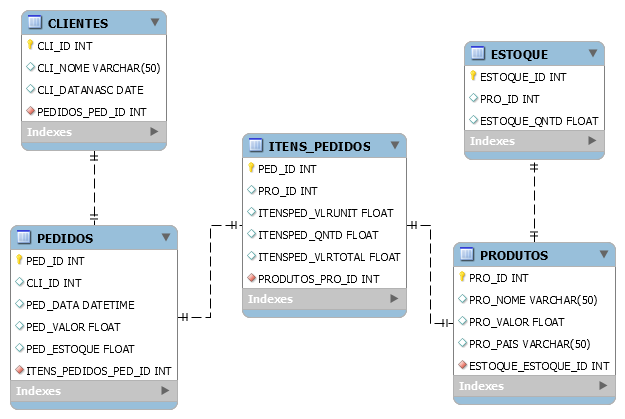 CLIENTES
CLI_ID INT
CLI_NOME VARCHAR(50)
CLI_DATANASC DATE
PEDIDOS_PED_ID INT
Indexes
PEDIDOS
PED_ID INT
CLI_ID INT
PED_DATA DATETIME
PED_VALOR FLOAT
PED_ESTOQUE FLOAT
ITENS_PEDIDOS_PED_ID INT
Indexes
ITENS_PEDIDOS
PED_ID INT
PRO_ID INT
ITENSPED_VLRUNIT FLOAT
ITENSPED_QNTD FLOAT
ITENSPED_VLRTOTAL FLOAT
PRODUTOS_PRO_ID INT
Indexes
ESTOQUE
ESTOQUE_ID INT
PRO_ID INT
ESTOQUE_QNTD FLOAT
Indexes
PRODUTOS
PRO_ID INT
PRO_NOME VARCHAR(50)
PRO_VALOR FLOAT
PRO_PAIS VARCHAR(50)
ESTOQUE_ESTOQUE_ID INT
Indexes